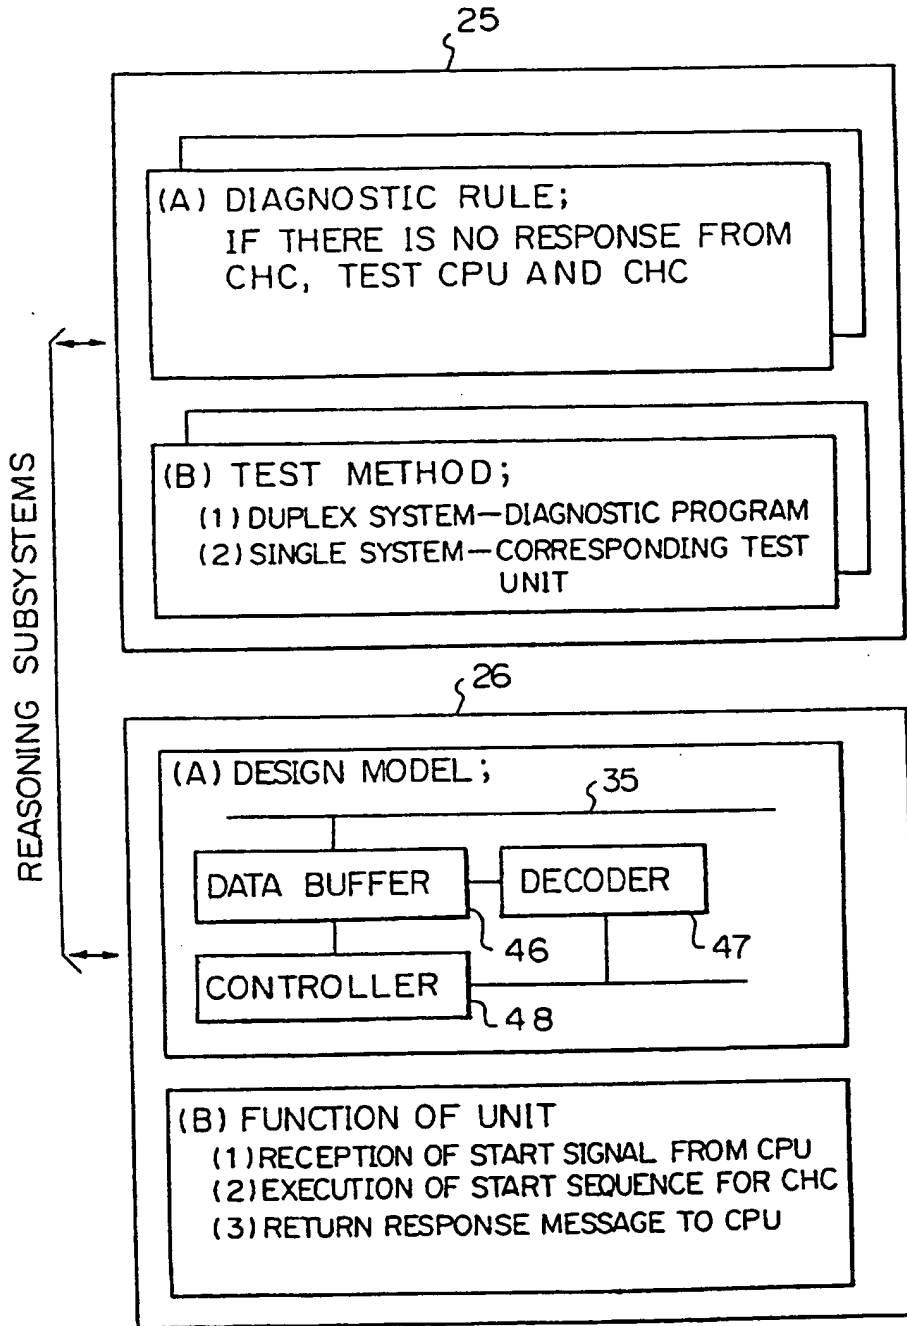 25
(A) DIAGNOSTIC RULE;
IF THERE IS NO RESPONSE FROM
CHC, TEST CPU AND CHC
(B) TEST METHOD;
(1) DUPLEX SYSTEM—DIAGNOSTIC PROGRAM
(2) SINGLE SYSTEM—CORRESPONDING TEST
UNIT
REASONING SUBSYSTEMS
26
(A) DESIGN MODEL;
35
DATA BUFFER
DECODER
46
47
CONTROLLER
48
(B) FUNCTION OF UNIT
(1) RECEPTION OF START SIGNAL FROM CPU
(2) EXECUTION OF START SEQUENCE FOR CHC
(3) RETURN RESPONSE MESSAGE TO CPU